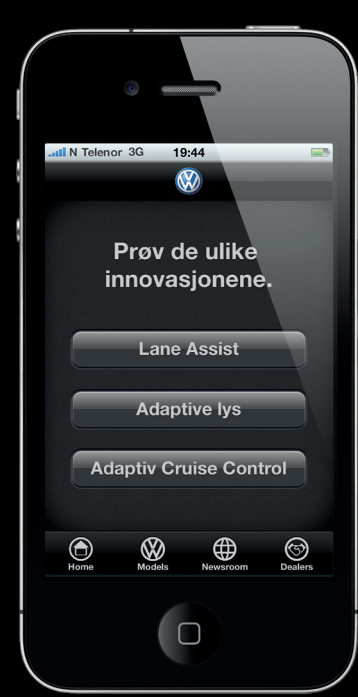 N Telenor 3G 19:44
Prøv de ulike
innovasjonene.
Lane Assist
Adaptive lys
Adaptiv Cruise Control
Home Models Newsroom Dealers